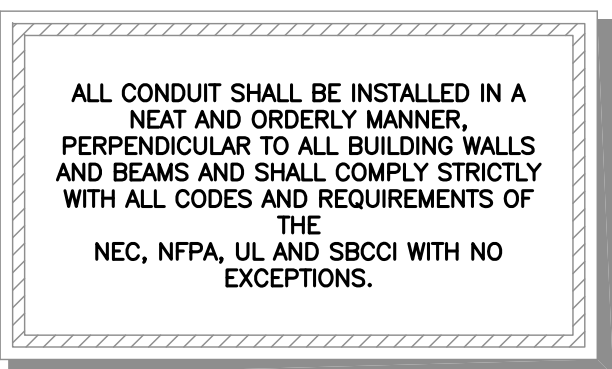 ALL CONDUIT SHALL BE INSTALLED IN A
NEAT AND ORDERLY MANNER,
PERPENDICULAR TO ALL BUILDING WALLS
AND BEAMS AND SHALL COMPLY STRICTLY
WITH ALL CODES AND REQUIREMENTS OF
THE
NEC, NFPA, UL AND SBCCI WITH NO
EXCEPTIONS.